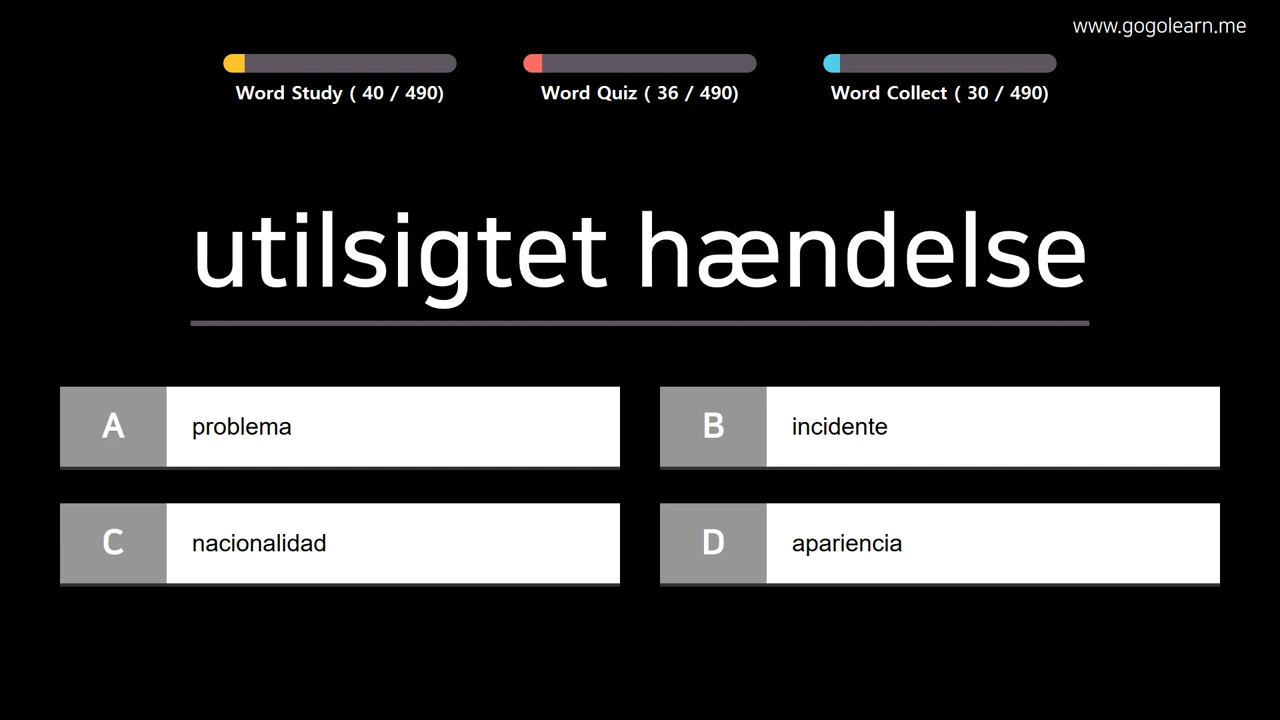 www.gogolearn.me
Word Study ( 40 / 490)
Word Quiz ( 36 / 490)
Word Collect ( 30 / 490)
utilsigtet hændelse
A problema
B incidente
C nacionalidad
D apariencia